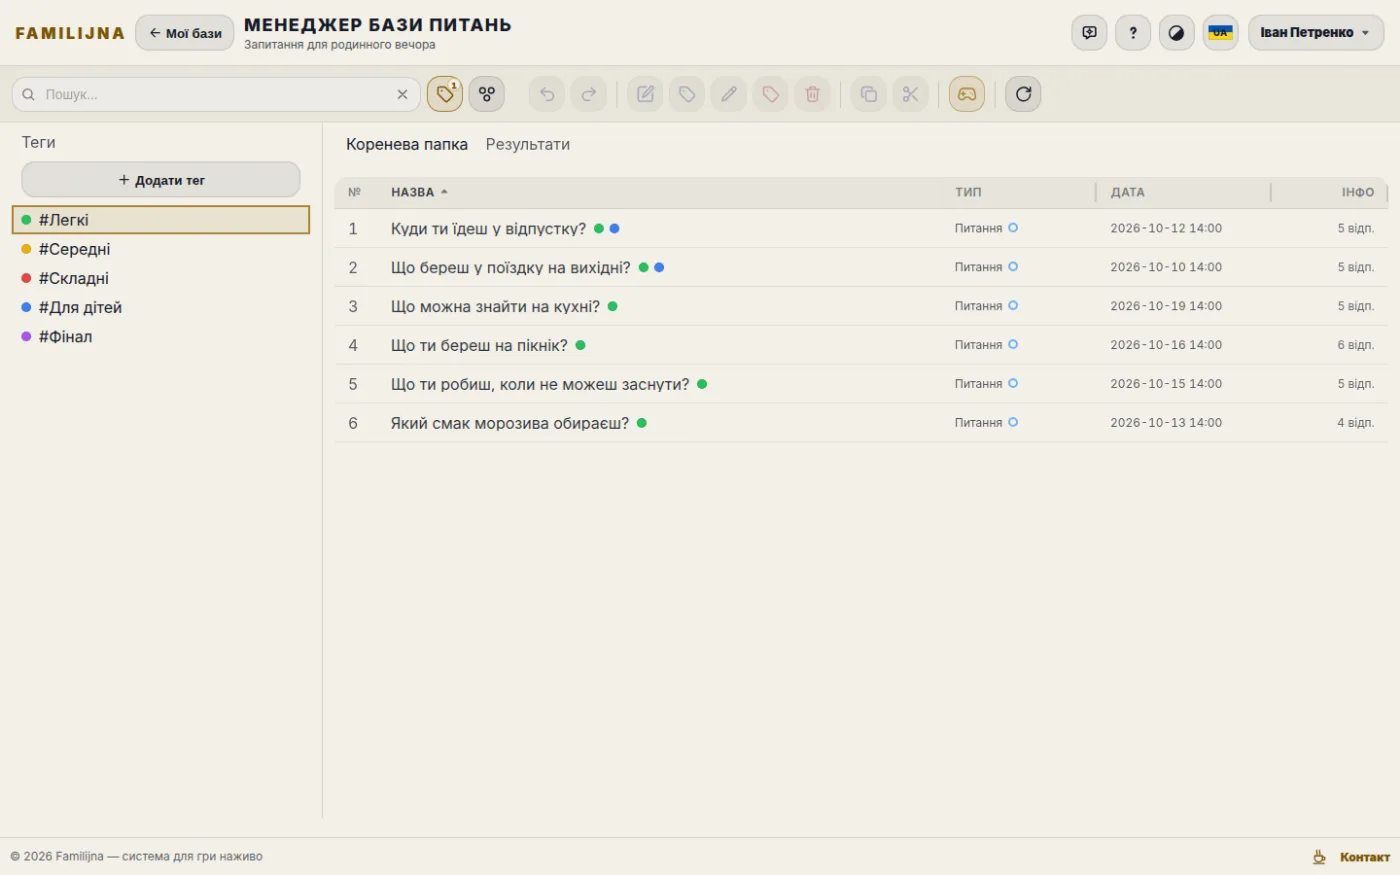 FAMILIJNA
← Мої бази
МЕНЕДЖЕР БАЗИ ПИТАНЬ
Запитання для родинного вечора
?
UA
Іван Петренко
Пошук...
1
Теги
+ Додати тег
#Легкі
#Середні
#Складні
#Для дітей
#Фінал
Коренева папка Результати
№ НАЗВА ТИП ДАТА ІНФО
1 Куди ти їдеш у відпустку? Питання 2026-10-12 14:00 5 відп.
2 Що береш у поїздку на вихідні? Питання 2026-10-10 14:00 5 відп.
3 Що можна знайти на кухні? Питання 2026-10-19 14:00 5 відп.
4 Що ти береш на пікнік? Питання 2026-10-16 14:00 6 відп.
5 Що ти робиш, коли не можеш заснути? Питання 2026-10-15 14:00 5 відп.
6 Який смак морозива обираєш? Питання 2026-10-13 14:00 4 відп.
© 2026 Familijna — система для гри наживо
Контакт